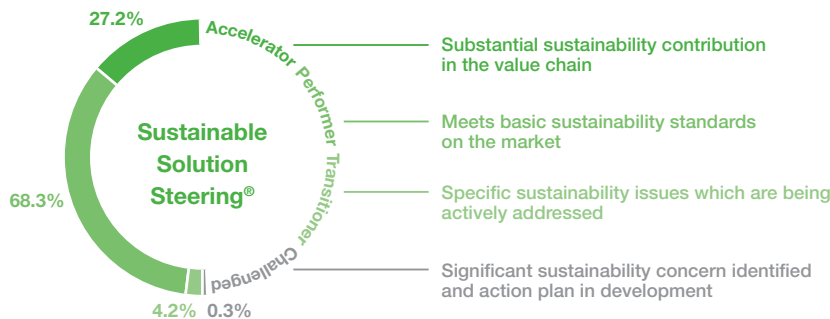 27.2%
Accelerator
Performer
Transitioner
Challenged
Sustainable
Solution
Steering®
68.3%
4.2%
0.3%
Substantial sustainability contribution
in the value chain
Meets basic sustainability standards
on the market
Specific sustainability issues which are being
actively addressed
Significant sustainability concern identified
and action plan in development